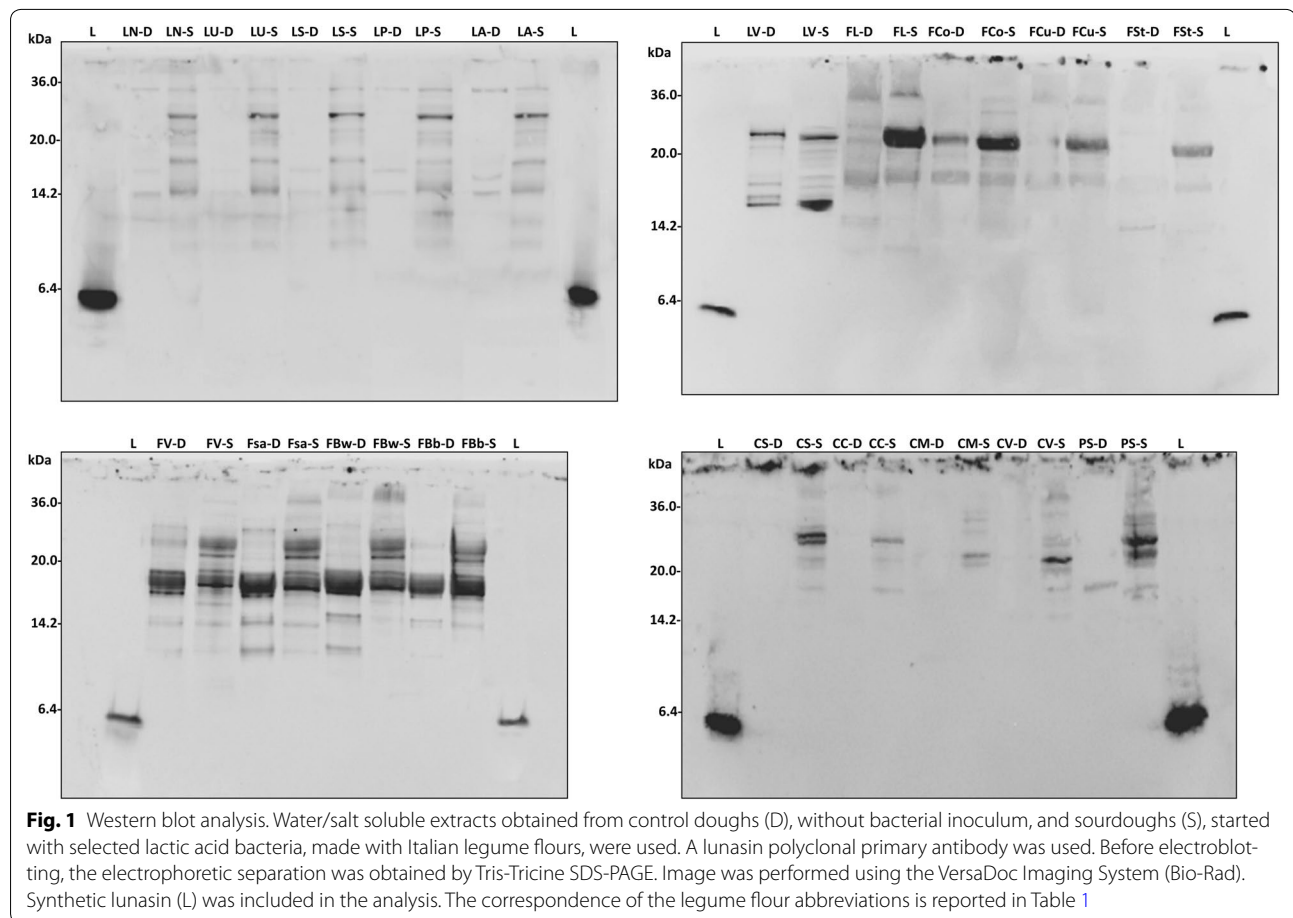 kDa
L LN-D LN-S LU-D LU-S LS-D LS-S LP-D LP-S LA-D LA-S L
36.0-
20.0-
14.2-
6.4-
kDa
L LV-D LV-S FL-D FL-S FCo-D FCo-S FCu-D FCu-S FSt-D FSt-S L
36.0-
20.0-
14.2-
6.4-
kDa
L FV-D FV-S Fsa-D Fsa-S FBw-D FBw-S FBb-D FBb-S L
36.0-
20.0-
14.2-
6.4-
kDa
L CS-D CS-S CC-D CC-S CM-D CM-S CV-D CV-S PS-D PS-S L
36.0-
20.0-
14.2-
6.4-
Fig. 1 Western blot analysis. Water/salt soluble extracts obtained from control doughs (D), without bacterial inoculum, and sourdoughs (S), started
with selected lactic acid bacteria, made with Italian legume flours, were used. A lunasin polyclonal primary antibody was used. Before electroblot-
ting, the electrophoretic separation was obtained by Tris-Tricine SDS-PAGE. Image was performed using the VersaDoc Imaging System (Bio-Rad).
Synthetic lunasin (L) was included in the analysis. The correspondence of the legume flour abbreviations is reported in Table 1